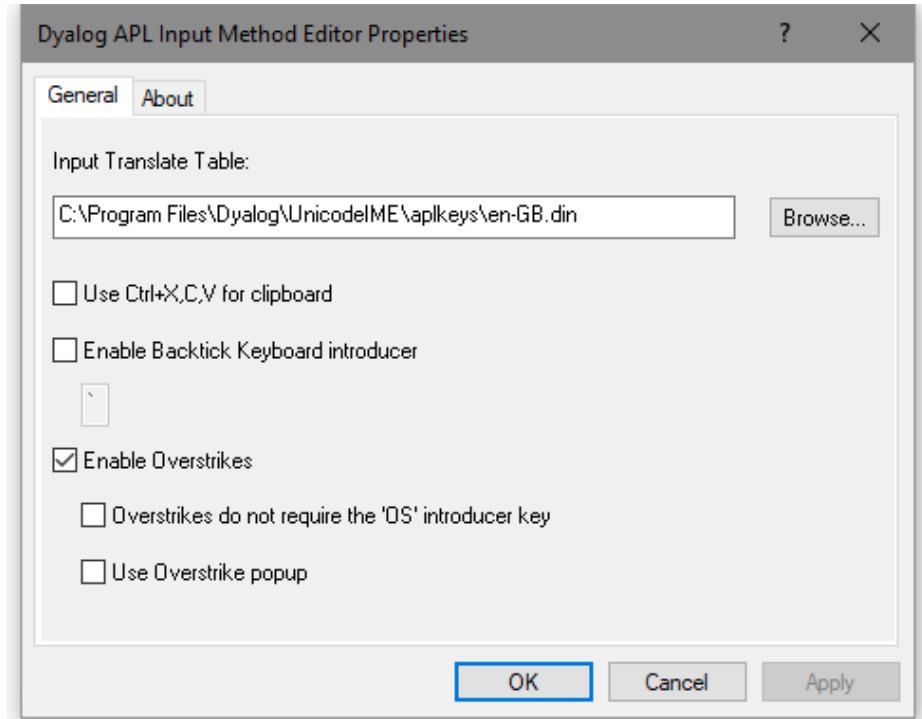 Dyalog APL Input Method Editor Properties ? ×
General About
Input Translate Table:
C:\Program Files\Dyalog\UnicodeIME\aplkeys\en-GB.din Browse...
Use Ctrl+X,C,V for clipboard
Enable Backtick Keyboard introducer
`
Enable Overstrikes
Overstrikes do not require the 'OS' introducer key
Use Overstrike popup
OK Cancel Apply